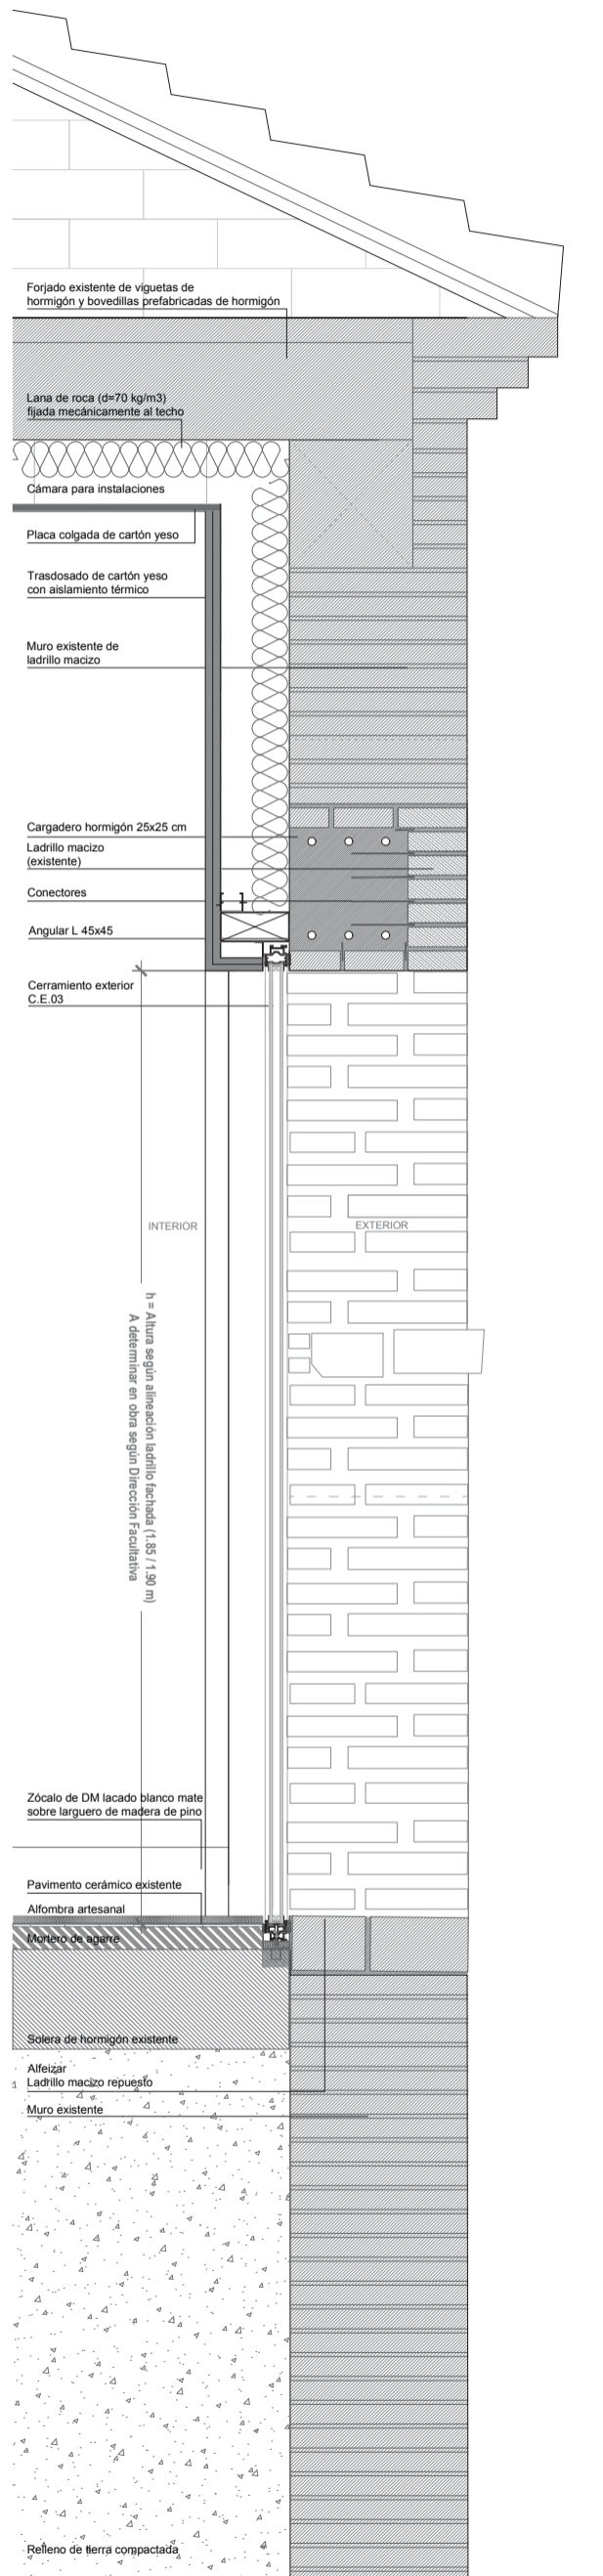 Forjado existente de viguetas de
hormigón y bovedillas prefabricadas de hormigón
Lana de roca (d=70 kg/m3)
fijada mecánicamente al techo
Cámara para instalaciones
Placa colgada de cartón yeso
Trasdosado de cartón yeso
con aislamiento térmico
Muro existente de
ladrillo macizo
Cargadero hormigón 25x25 cm
Ladrillo macizo
(existente)
Conectores
Angular L 45x45
Cerramiento exterior
C.E.03
INTERIOR
EXTERIOR
h = Altura según alineación ladrillo fachada (1.85 / 1.90 m)
A determinar en obra según Dirección Facultativa
Zócalo de DM lacado blanco mate
sobre larguero de madera de pino
Pavimento cerámico existente
Alfombra artesanal
Mortero de agarre
Solera de hormigón existente
Alfeizar
Ladrillo macizo repuesto
Muro existente
Relleno de tierra compactada